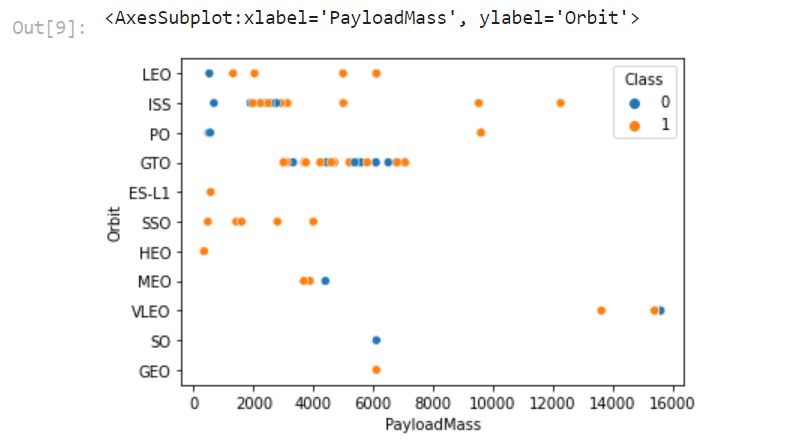 <AxesSubplot:xlabel='PayloadMass', ylabel='Orbit'>
Out[9]:
LEO
ISS
PO
GTO
ES-L1
SSO
HEO
MEO
VLEO
SO
GEO
Orbit
Class
0
1
0 2000 4000 6000 8000 10000 12000 14000 16000
PayloadMass